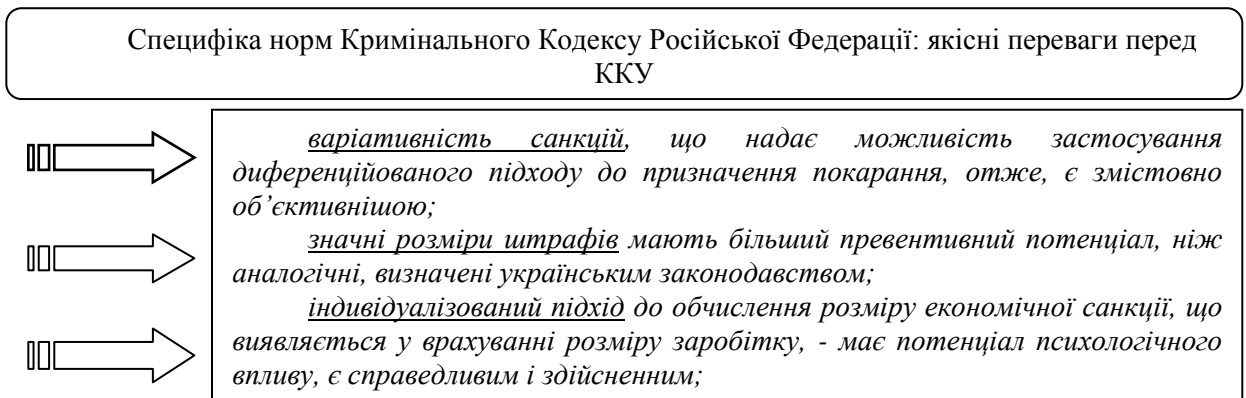 Специфіка норм Кримінального Кодексу Російської Федерації: якісні переваги перед
ККУ
варіативність санкцій, що надає можливість застосування
диференційованого підходу до призначення покарання, отже, є змістовно
об’єктивнішою;
значні розміри штрафів мають більший превентивний потенціал, ніж
аналогічні, визначені українським законодавством;
індивідуалізований підхід до обчислення розміру економічної санкції, що
виявляється у врахуванні розміру заробітку, - має потенціал психологічного
впливу, є справедливим і здійсненним;